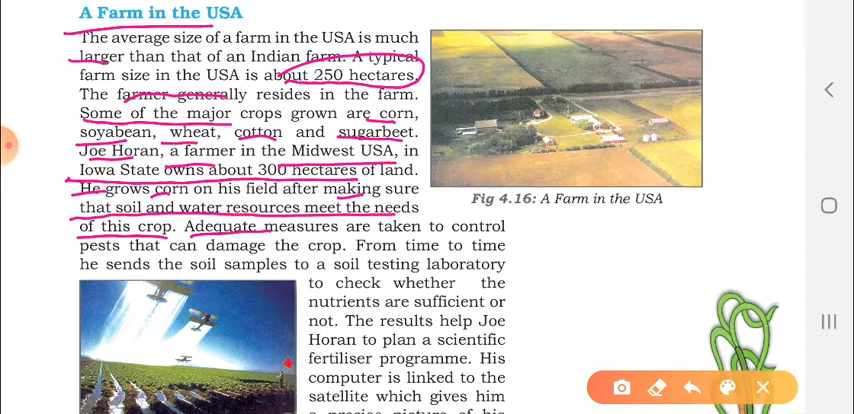 A Farm in the USA
The average size of a farm in the USA is much
larger than that of an Indian farm. A typical
farm size in the USA is about 250 hectares.
The farmer generally resides in the farm.
Some of the major crops grown are corn,
soyabean, wheat, cotton and sugarbeet.
Joe Horan, a farmer in the Midwest USA, in
Iowa State owns about 300 hectares of land.
He grows corn on his field after making sure
that soil and water resources meet the needs
of this crop. Adequate measures are taken to control
pests that can damage the crop. From time to time
he sends the soil samples to a soil testing laboratory
to check whether the
nutrients are sufficient or
not. The results help Joe
Horan to plan a scientific
fertiliser programme. His
computer is linked to the
satellite which gives him
a precise picture of his
Fig 4.16: A Farm in the USA